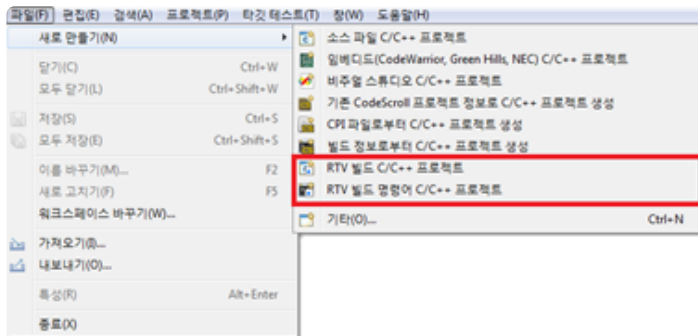 파일(F) 편집(E) 검색(A) 프로젝트(P) 타깃 테스트(T) 창(W) 도움말(H)
새로 만들기(N)
닫기(C) Ctrl+W
모두 닫기(L) Ctrl+Shift+W
저장(S) Ctrl+S
모두 저장(E) Ctrl+Shift+S
이름 바꾸기(M)... F2
새로 고치기(F) F5
워크스페이스 바꾸기(W)...
가져오기(I)...
내보내기(O)...
특성(R) Alt+Enter
종료(X)
소스 파일 C/C++ 프로젝트
임베디드(CodeWarrior, Green Hills, NEC) C/C++ 프로젝트
비주얼 스튜디오 C/C++ 프로젝트
기존 CodeScroll 프로젝트 정보로 C/C++ 프로젝트 생성
CPI 파일로부터 C/C++ 프로젝트 생성
빌드 정보로부터 C/C++ 프로젝트 생성
RTV 빌드 C/C++ 프로젝트
RTV 빌드 명령어 C/C++ 프로젝트
기타(O)... Ctrl+N